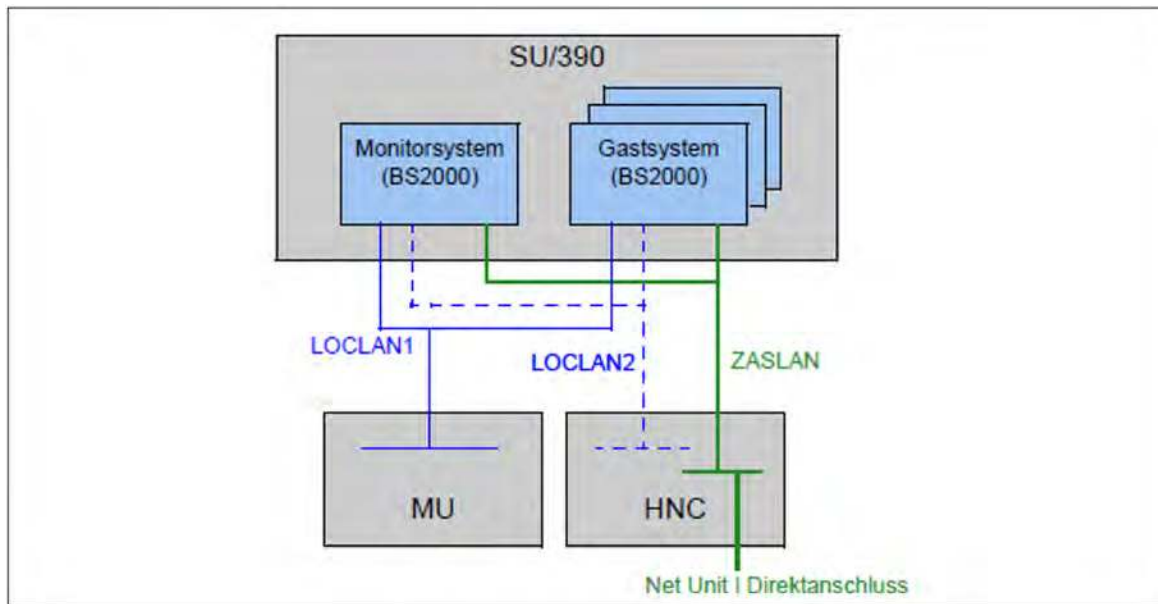 SU/390
Monitorsystem
(BS2000)
Gastsystem
(BS2000)
LOCLAN1
LOCLAN2
ZASLAN
MU
HNC
Net Unit | Direktanschluss